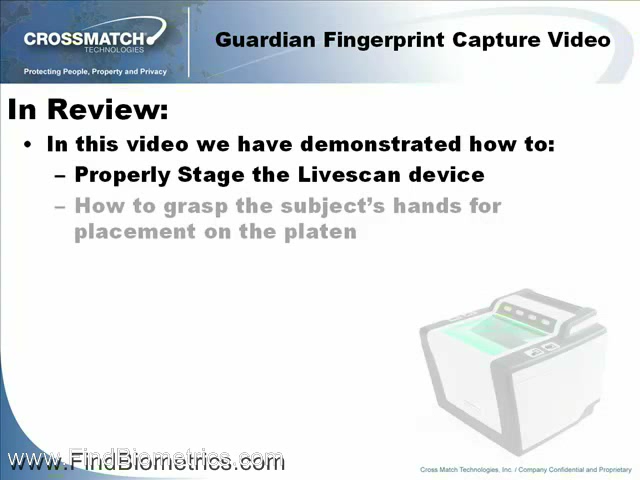 CROSSMATCH
TECHNOLOGIES
Protecting People, Property and Privacy
Guardian Fingerprint Capture Video
In Review:
• In this video we have demonstrated how to:
– Properly Stage the Livescan device
– How to grasp the subject's hands for
placement on the platen
www.FindBiometrics.com
Cross Match Technologies, Inc. / Company Confidential and Proprietary